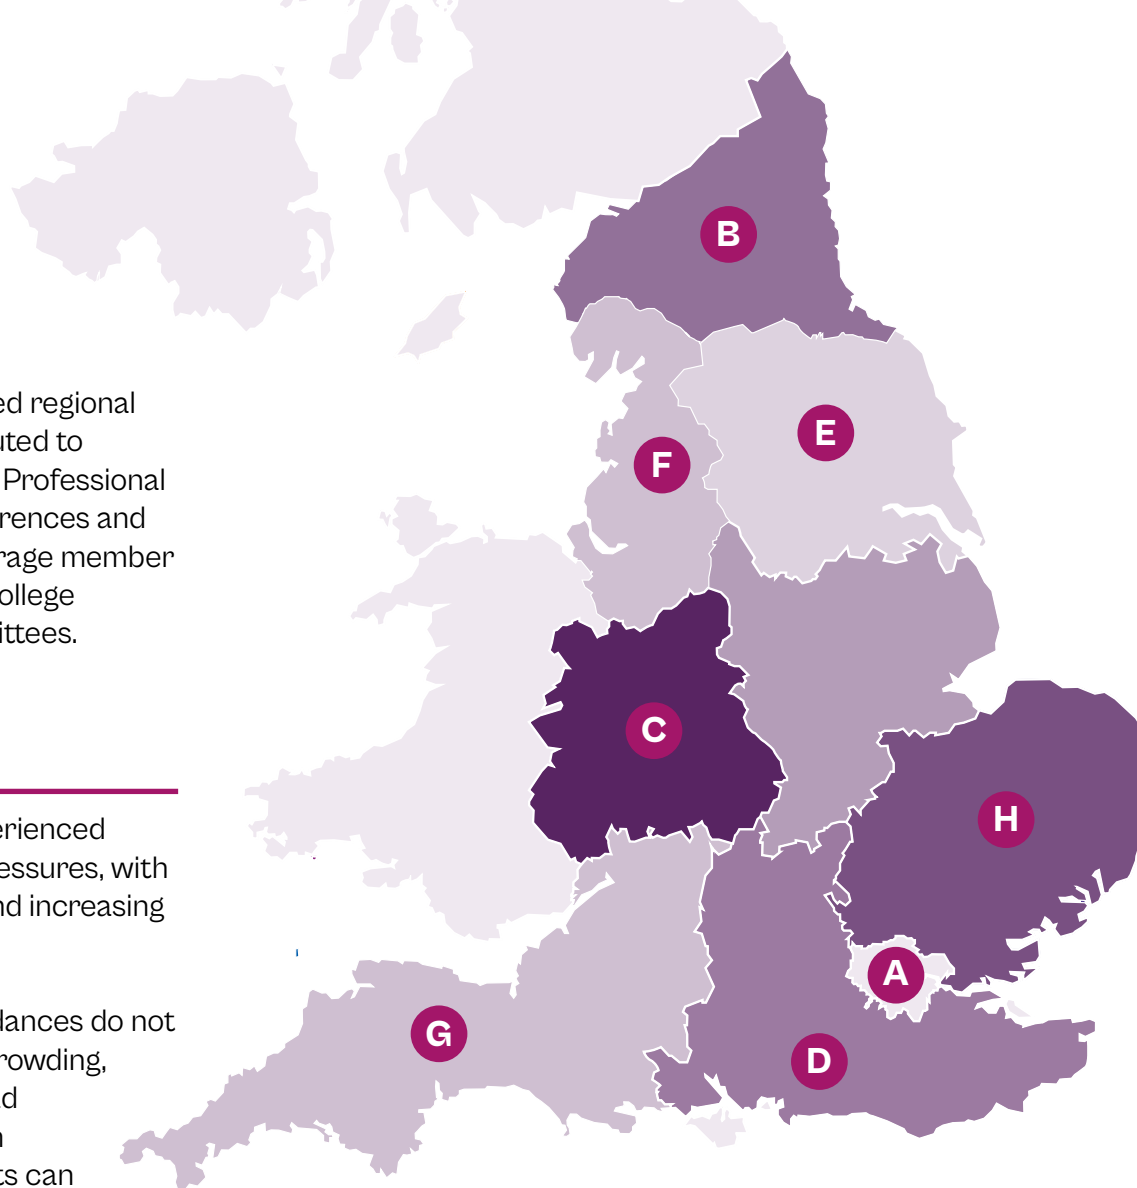 ed regional
uted to
Professional
rences and
rage member
ollege
ittees.
erienced
essures, with
nd increasing
dances do not
rowding,
d
n
ts can
B
E
F
C
H
A
G
D